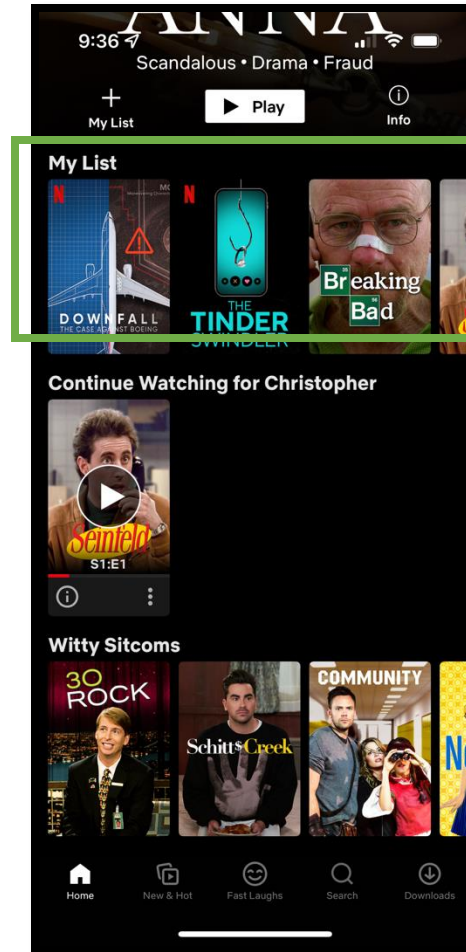 ANNA
9:36
Scandalous • Drama • Fraud
My List
Play
Info
My List
N
DOWNFALL
THE CASE AGAINST BOEING
N
THE
TINDER
SWINDLER
Breaking
Bad
Continue Watching for Christopher
Seinfeld
S1:E1
Witty Sitcoms
30
ROCK
Schitt$ Creek
COMMUNITY
Home
New & Hot
Fast Laughs
Search
Downloads